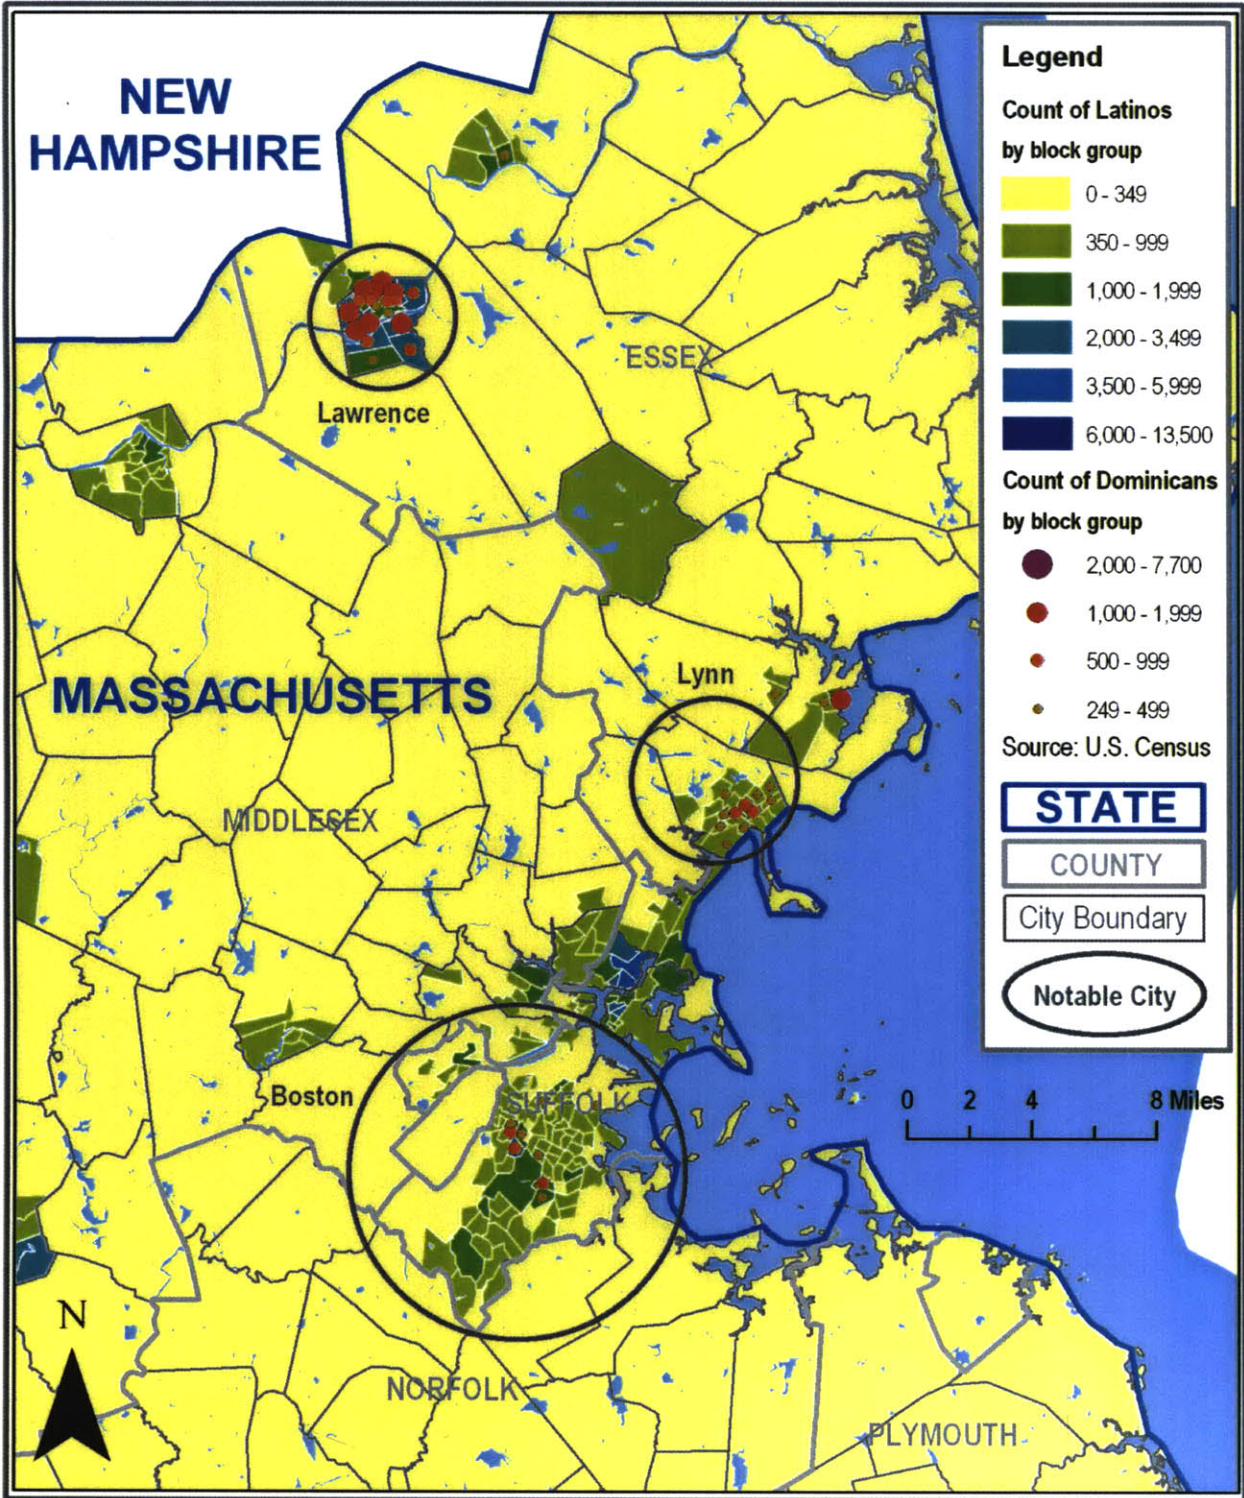 NEW
HAMPSHIRE
ESSEX
Lawrence
Lynn
MASSACHUSETTS
MIDDLESEX
Boston
SUFFOLK
NORFOLK
PLYMOUTH
N
0 2 4 8 Miles
Legend
Count of Latinos
by block group
0 - 349
350 - 999
1,000 - 1,999
2,000 - 3,499
3,500 - 5,999
6,000 - 13,500
Count of Dominicans
by block group
2,000 - 7,700
1,000 - 1,999
500 - 999
249 - 499
Source: U.S. Census
STATE
COUNTY
City Boundary
Notable City